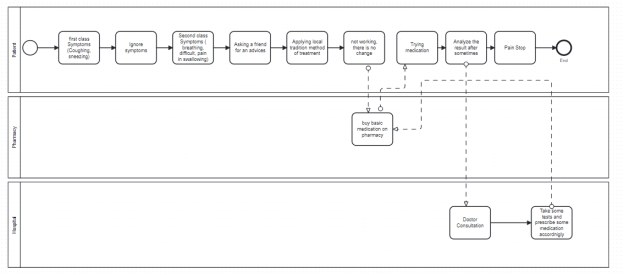 Patient
first class
Symptoms
(Coughing,
sneezing)
Ignore
symptoms
Second class
Symptoms (
breathing,
difficult, pain
in swallowing)
Asking a friend
for an advices
Applying local
tradition method
of treatment
not working,
there is no
change
Trying
medication
Analyze the
result after
sometimes
Pain Stop
End
Pharmacy
buy basic
medication on
pharmacy
Hospital
Doctor
Consultation
Take some
tests and
prescribe some
medication
accordnigly